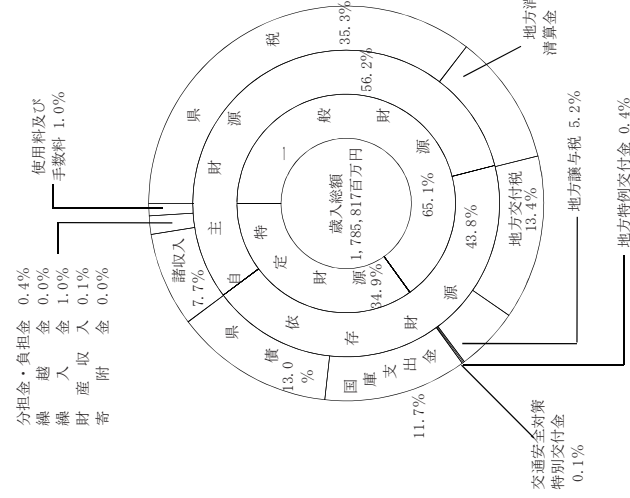 分担金・負担金 0.4%
繰越金 0.0%
繰入金 1.0%
財産収入 0.1%
寄附金 0.0%
使用料及び
手数料 1.0%
諸収入
7.7%
県税
35.3%
地方消
清算金
地方交付税
13.4%
地方譲与税 5.2%
地方特例交付金 0.4%
交通安全対策
特別交付金
0.1%
国庫支出金
11.7%
県債
13.0
%
自主財源
56.2%
依存財源
43.8%
一般財源
65.1%
特定財源
34.9%
歳入総額
1,785,817百万円